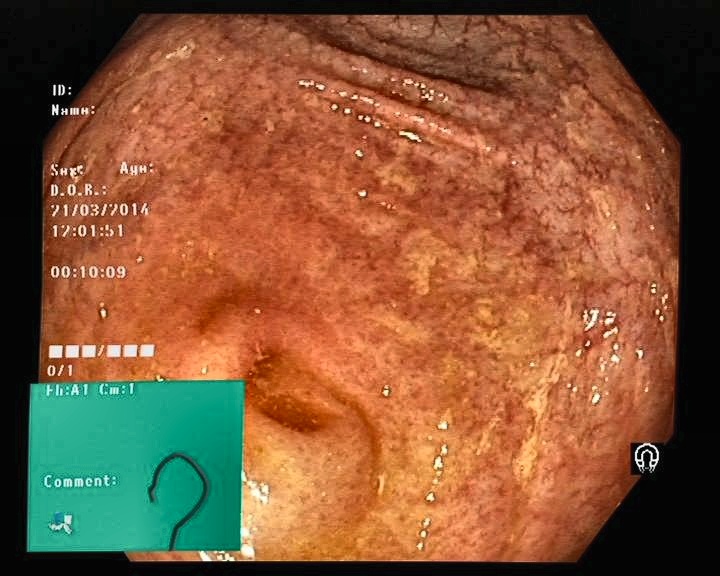 ID:
Name:
Sex: Age:
D.O.B.:
21/03/2014
12:01:51
00:10:09
■■■/■■■
0/1
Eh:A1 Cm:1
Comment: